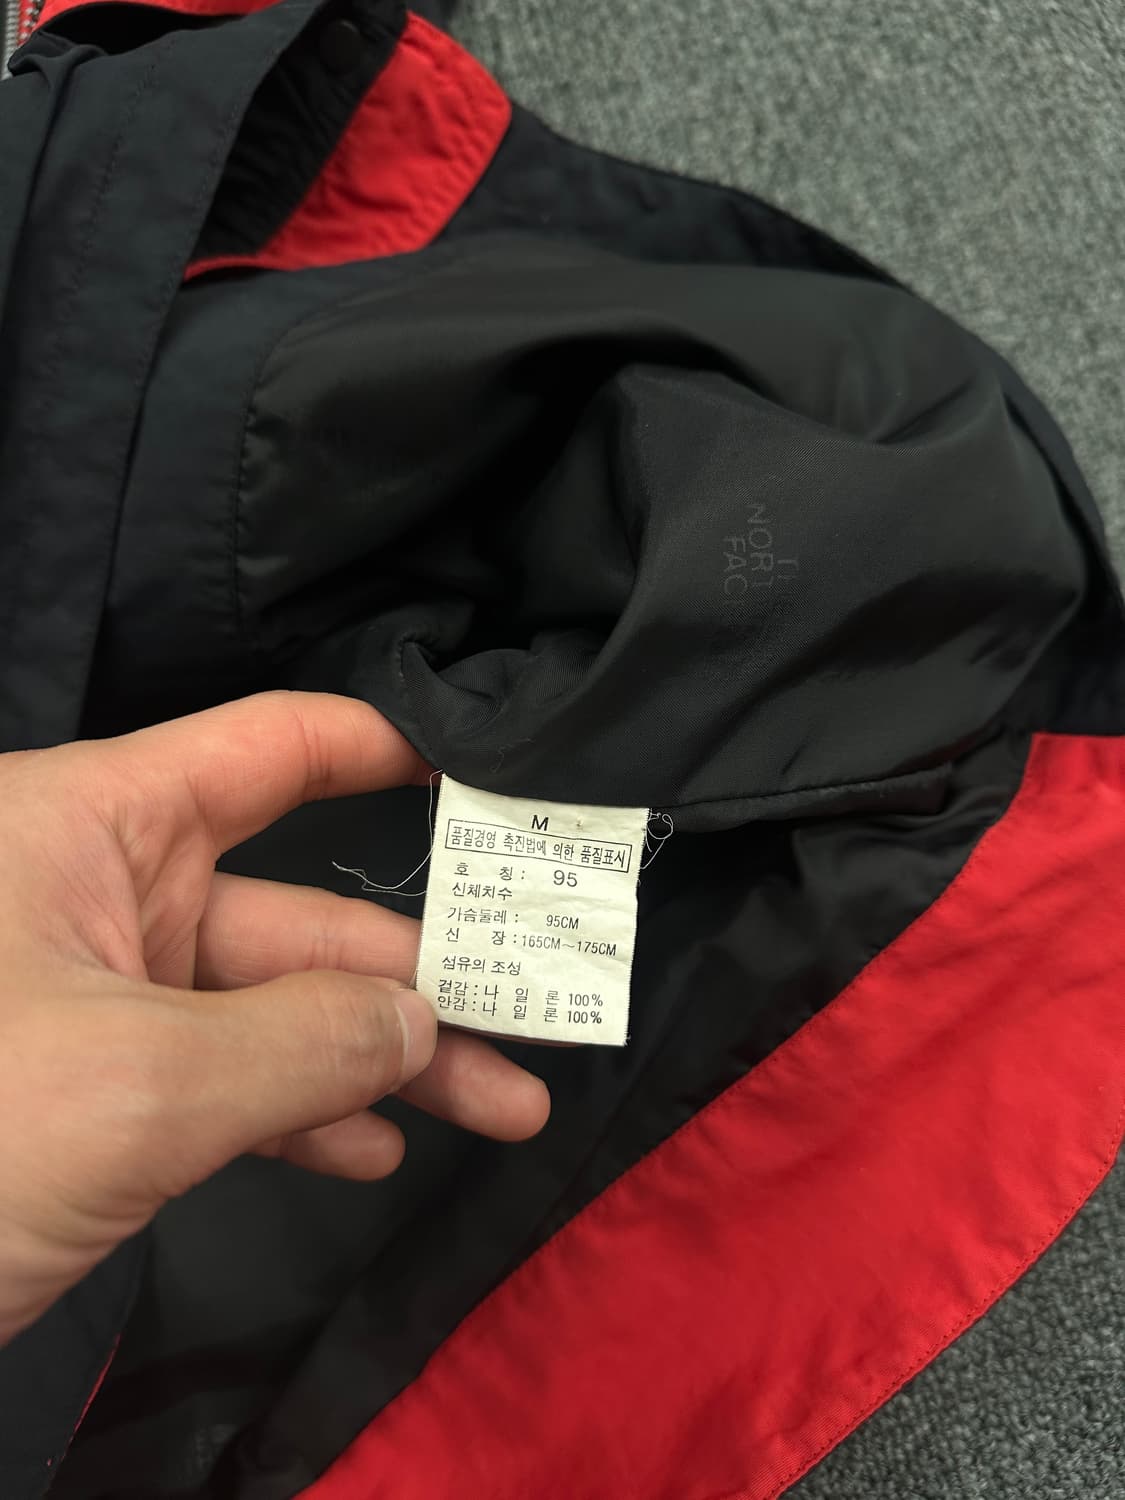 NORT
FAC
M
품질경영 촉진법에 의한 품질표시
호 칭 : 95
신체치수
가슴둘레 : 95CM
신 장 : 165CM~175CM
섬유의 조성
겉감 : 나 일 론 100%
안감 : 나 일 론 100%